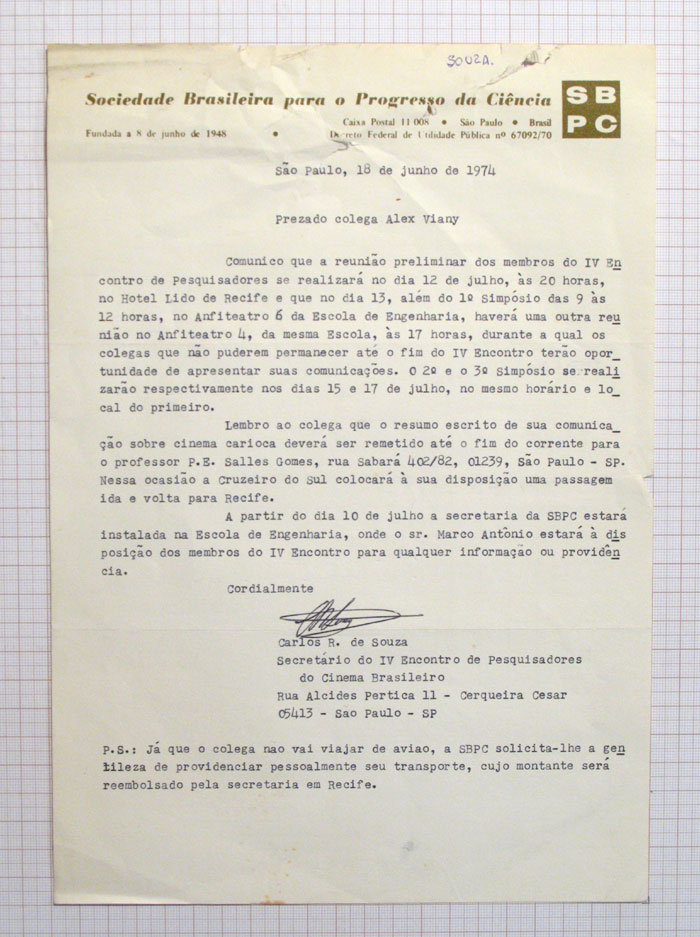 SOUZA.
Sociedade Brasileira para o Progresso da Ciência
S B
P C
Caixa Postal 11 008 • São Paulo • Brasil
Fundada a 8 de junho de 1948 • Decreto Federal de Utilidade Pública nº 67092/70
São Paulo, 18 de junho de 1974
Prezado colega Alex Viany
Comunico que a reunião preliminar dos membros do IV En
contro de Pesquisadores se realizará no dia 12 de julho, às 20 horas,
no Hotel Lido de Recife e que no dia 13, além do 1º Simpósio das 9 às
12 horas, no Anfiteatro 6 da Escola de Engenharia, haverá uma outra reu
nião no Anfiteatro 4, da mesma Escola, às 17 horas, durante a qual os
colegas que não puderem permanecer até o fim do IV Encontro terão opor_
tunidade de apresentar suas comunicações. O 2º e o 3º Simpósio se reali
zarão respectivamente nos dias 15 e 17 de julho, no mesmo horário e lo_
cal do primeiro.
Lembro ao colega que o resumo escrito de sua comunica_
ção sobre cinema carioca deverá ser remetido até o fim do corrente para
o professor P.E. Salles Gomes, rua Sabará 402/82, 01239, São Paulo - SP.
Nessa ocasião a Cruzeiro do Sul colocará à sua disposição uma passagem
ida e volta para Recife.
A partir do dia 10 de julho a secretaria da SBPC estará
instalada na Escola de Engenharia, onde o sr. Marco Antônio estará à dis
posição dos membros do IV Encontro para qualquer informação ou providên
cia.
Cordialmente
Carlos R. de Souza
Secretário do IV Encontro de Pesquisadores
do Cinema Brasileiro
Rua Alcides Pertica 11 - Cerqueira Cesar
05413 - Sao Paulo - SP
P.S.: Já que o colega nao vai viajar de aviao, a SBPC solicita-lhe a gen
tileza de providenciar pessoalmente seu transporte, cujo montante será
reembolsado pela secretaria em Recife.